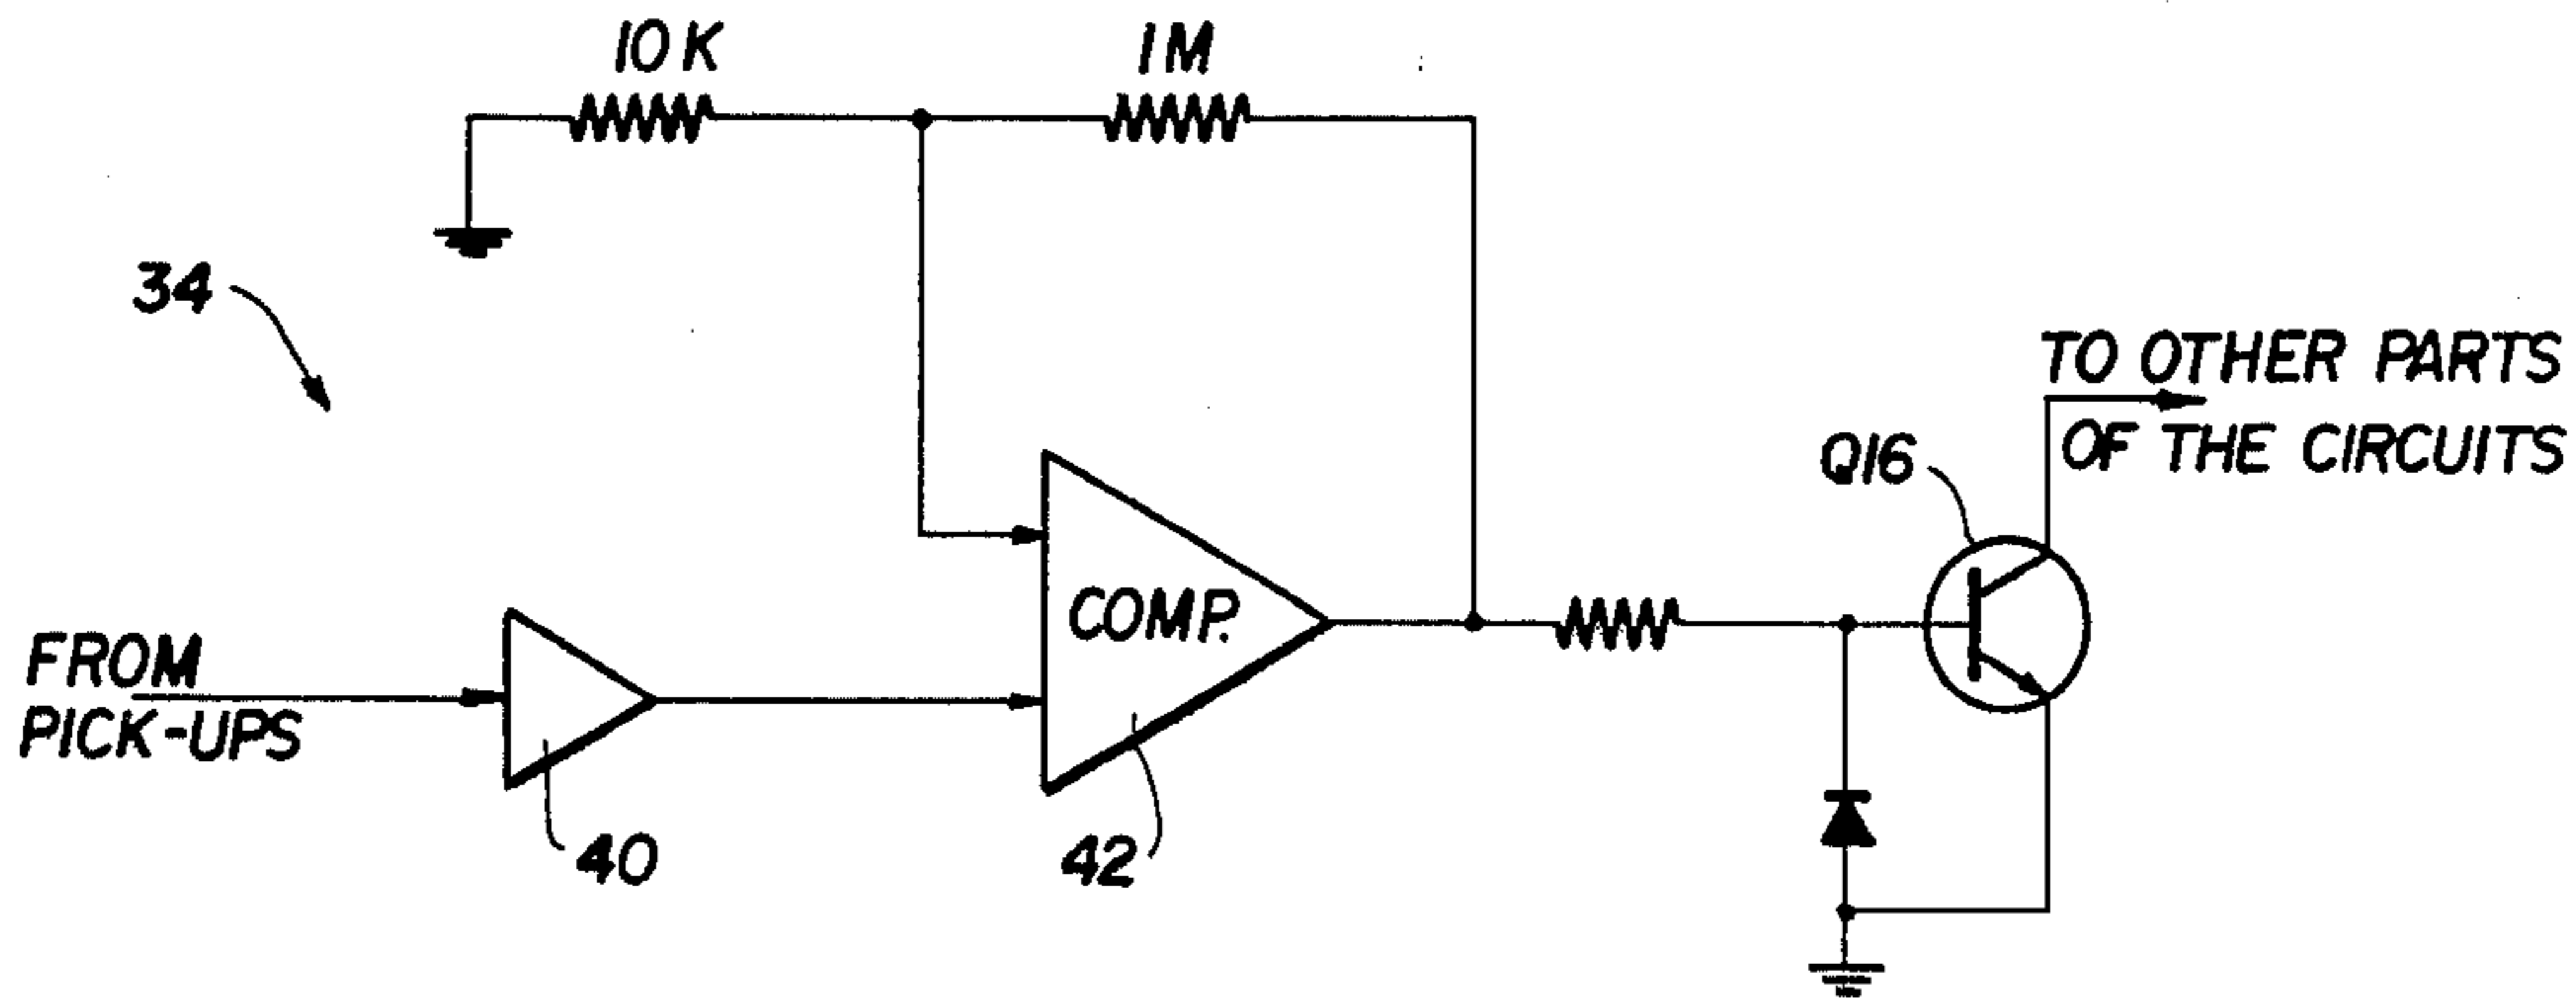 10K
1M
34
TO OTHER PARTS
OF THE CIRCUITS
Q16
COMP.
FROM
PICK-UPS
40
42